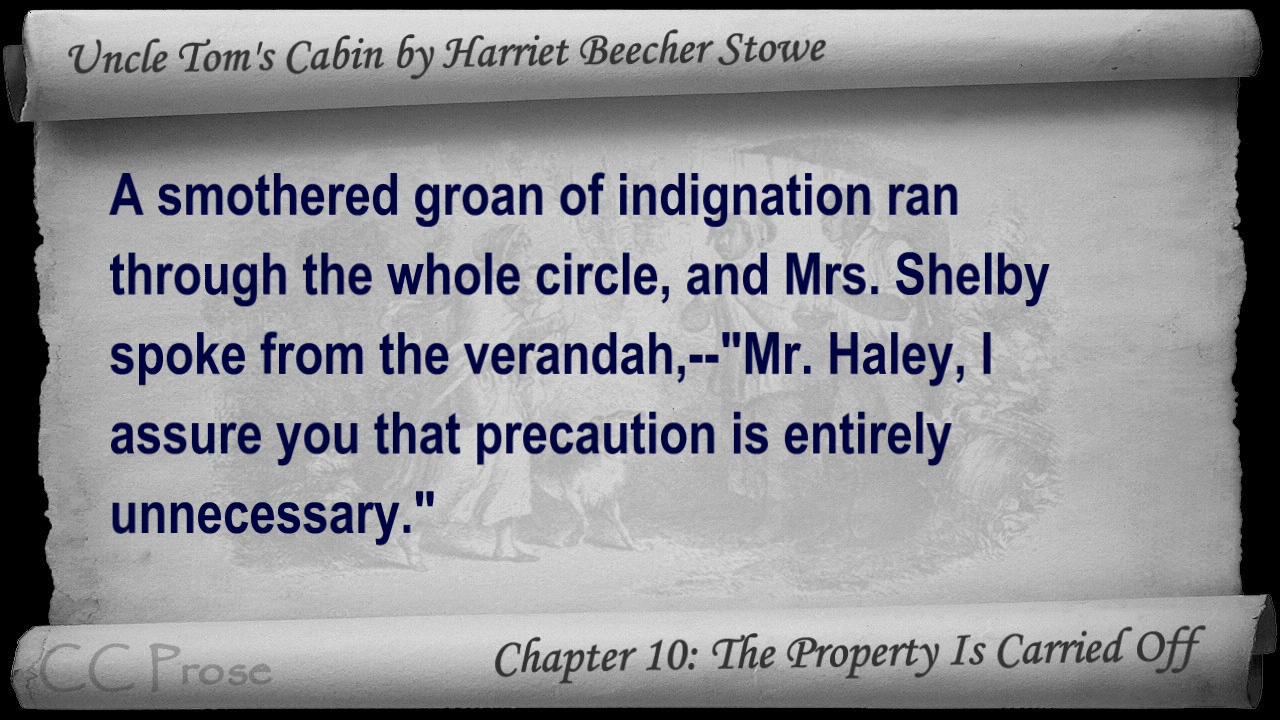 Uncle Tom's Cabin by Harriet Beecher Stowe
A smothered groan of indignation ran
through the whole circle, and Mrs. Shelby
spoke from the verandah,--"Mr. Haley, I
assure you that precaution is entirely
unnecessary."
CC Prose
Chapter 10: The Property Is Carried Off